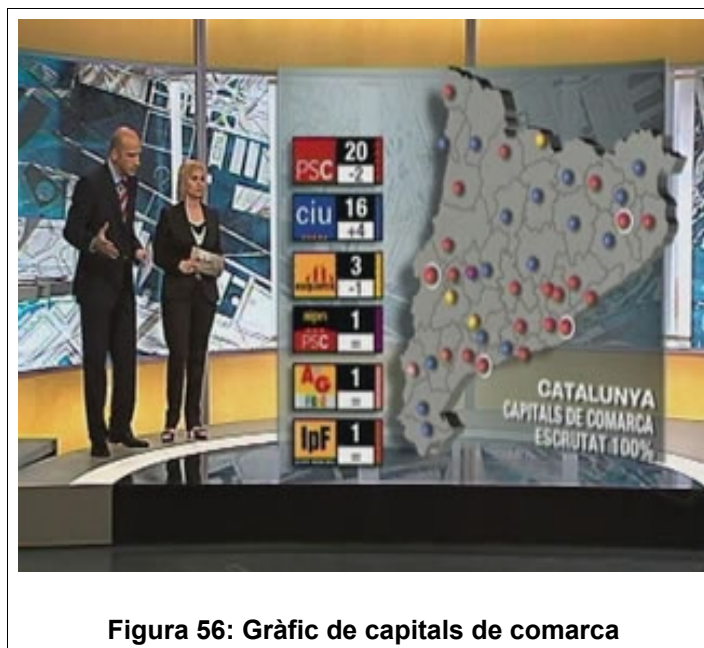 PSC 20
-2
ciu 16
+4
esquerra 3
-1
PSC 1
=
AG 1
=
IpF 1
=
CATALUNYA
CAPITALS DE COMARCA
ESCRUTAT 100%
Figura 56: Gràfic de capitals de comarca